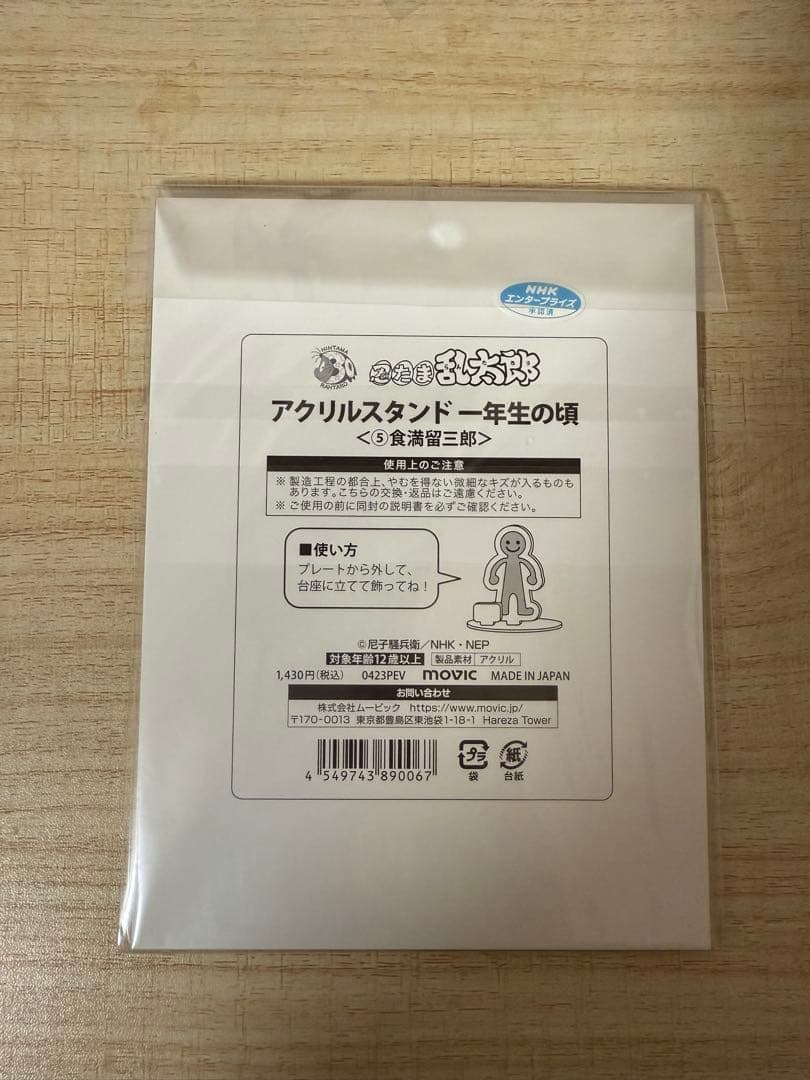 NHK
エンタープライズ
承認済
NINTAMA
RANTARO
忍たま乱太郎
アクリルスタンド 一年生の頃
＜⑤食満留三郎＞
使用上のご注意
※ 製造工程の都合上、やむを得ない微細なキズが入るものも
あります。こちらの交換・返品はご遠慮ください。
※ ご使用の前に同封の説明書を必ずご確認ください。
■使い方
プレートから外して、
台座に立てて飾ってね！
©尼子騒兵衛／NHK・NEP
対象年齢12歳以上 製品素材 アクリル
1,430円（税込） 0423PEV movic MADE IN JAPAN
お問い合わせ
株式会社ムービック https://www.movic.jp/
〒170-0013 東京都豊島区東池袋1-18-1 Hareza Tower
4 549743 890067
プラ 紙
袋 台紙